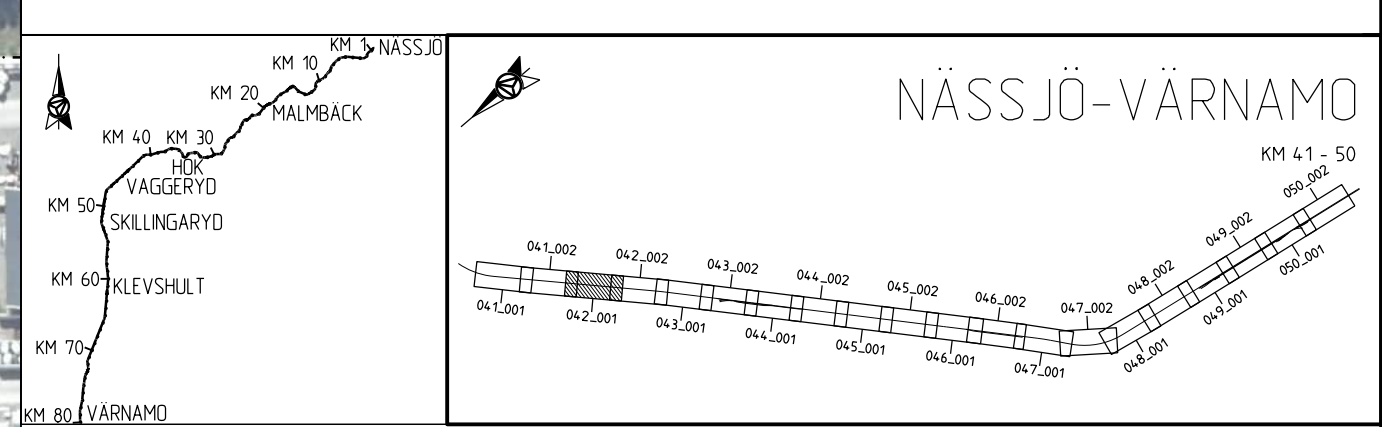 KM 1
NÄSSJÖ
KM 10
KM 20
MALMBÄCK
KM 40
KM 30
HOK
VAGGERYD
KM 50
SKILLINGARYD
KM 60
KLEVSHULT
KM 70
KM 80
VÄRNAMO
NÄSSJÖ-VÄRNAMO
KM 41 - 50
041_002
042_002
043_002
044_002
045_002
046_002
047_002
048_002
049_002
050_002
041_001
042_001
043_001
044_001
045_001
046_001
047_001
048_001
049_001
050_001